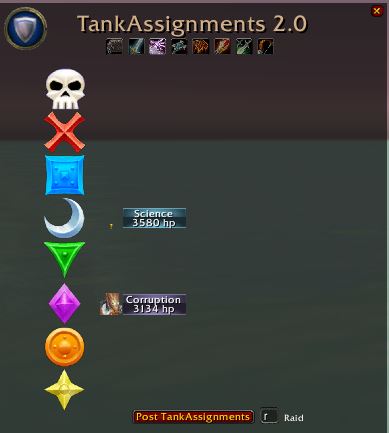 TankAssignments 2.0
Science
3580 hp
Corruption
3134 hp
Post TankAssignments
r
Raid